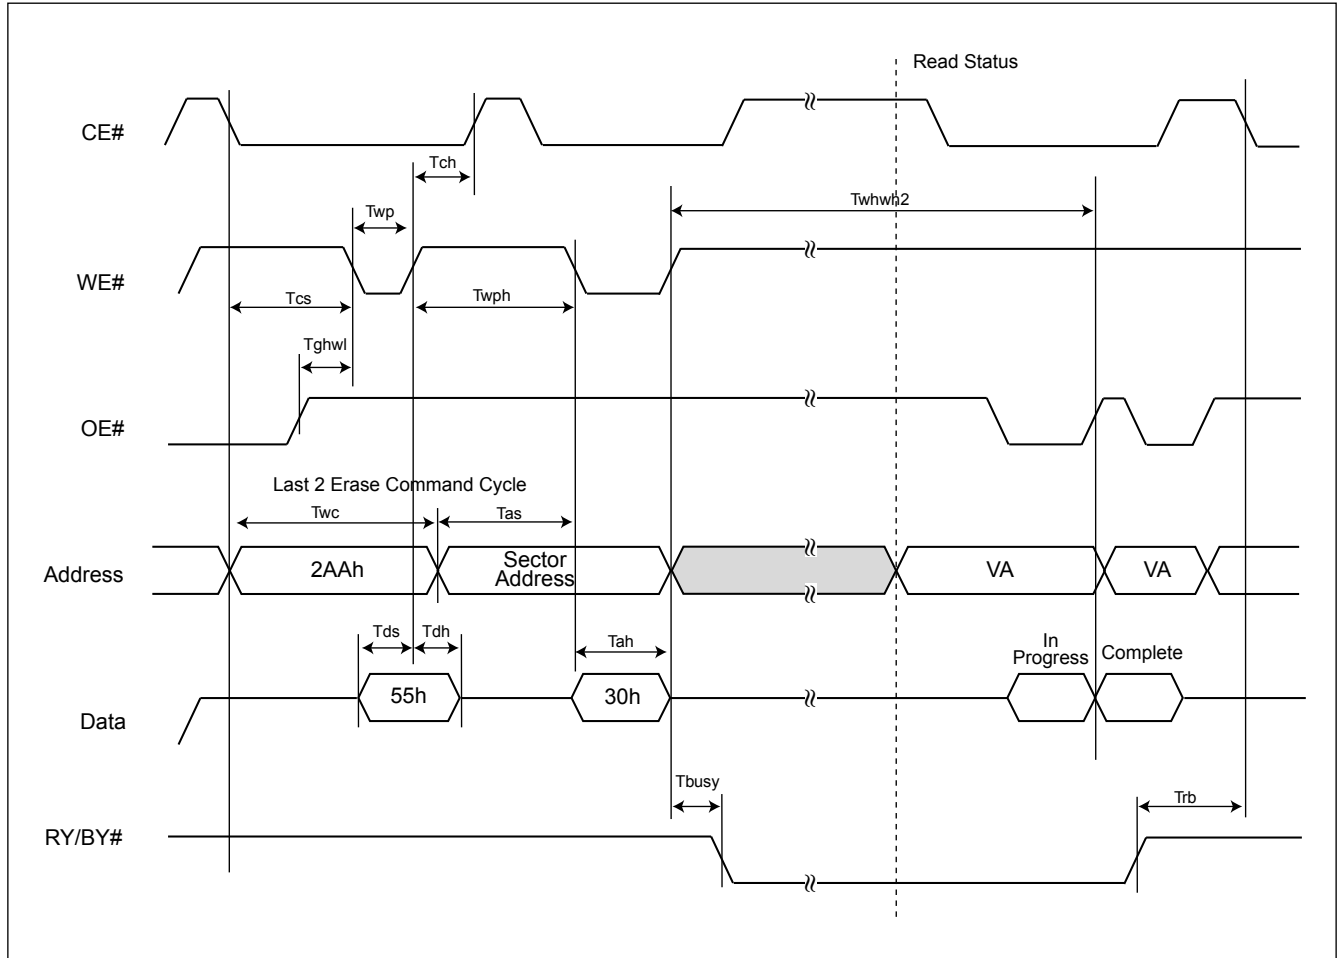 Read Status
CE#
Tch
Twp
Twhwh2
WE#
Tcs
Twph
Tghwl
OE#
Last 2 Erase Command Cycle
Twc
Tas
Address
2AAh
Sector
Address
VA
VA
Tds
Tdh
Tah
In
Progress
Complete
Data
55h
30h
Tbusy
Trb
RY/BY#